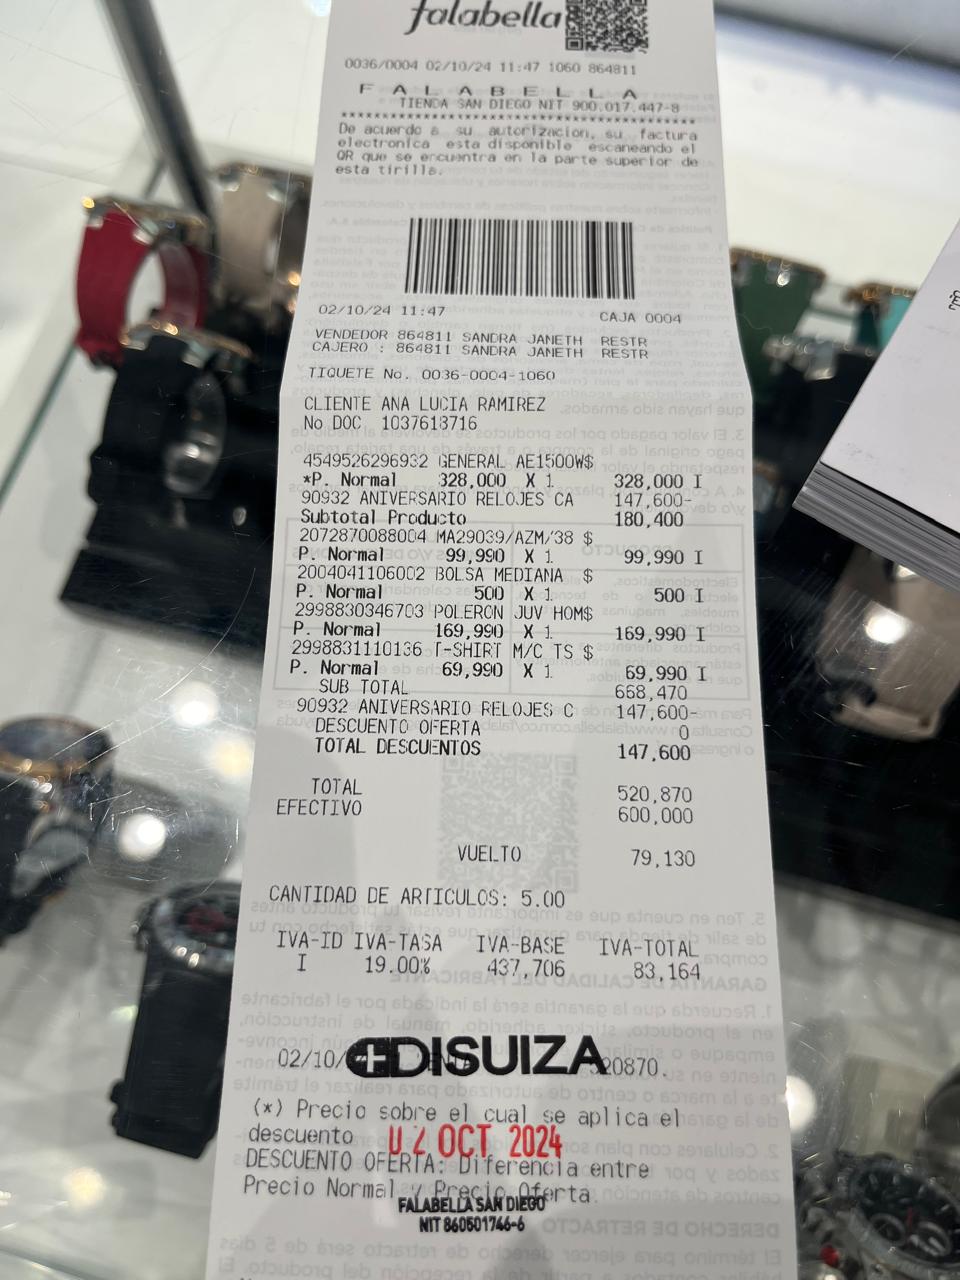 falabella
0036/0004 02/10/24 11:47 1060 864811
F A L A B E L L A
TIENDA SAN DIEGO NIT 900.017.447-8
De acuerdo a su autorizacion, su factura
electronica esta disponible escaneando el
QR que se encuentra en la parte superior de
esta tirilla.
02/10/24 11:47 CAJA 0004
VENDEDOR 864811 SANDRA JANETH RESTR
CAJERO : 864811 SANDRA JANETH RESTR
TIQUETE No. 0036-0004-1060
CLIENTE ANA LUCIA RAMIREZ
No DOC 1037613716
4549526296932 GENERAL AE1500W$
*P. Normal 328,000 X 1 328,000 I
90932 ANIVERSARIO RELOJES CA 147,600-
Subtotal Producto 180,400
2072870088004 MA29039/AZM/'38 $
P. Normal 99,990 X 1 99,990 I
2004041106002 BOLSA MEDIANA $
P. Normal 500 X 1 500 I
2998830346703 POLERON JUV HOM$
P. Normal 169,990 X 1 169,990 I
2998831110136 T-SHIRT M/C TS $
P. Normal 69,990 X 1 69,990 I
SUB TOTAL 668,470
90932 ANIVERSARIO RELOJES C 147,600-
DESCUENTO OFERTA 0
TOTAL DESCUENTOS 147,600
TOTAL 520,870
EFECTIVO 600,000
VUELTO 79,130
CANTIDAD DE ARTICULOS: 5.00
IVA-ID IVA-TASA IVA-BASE IVA-TOTAL
I 19.00% 437,706 83,164
02/10/ DISUIZA 20870.
(*) Precio sobre el cual se aplica el
descuento 02 OCT 2024
DESCUENTO OFERTA: Diferencia entre
Precio Normal y Precio Oferta.
FALABELLA SAN DIEGO
NIT 860501746-6